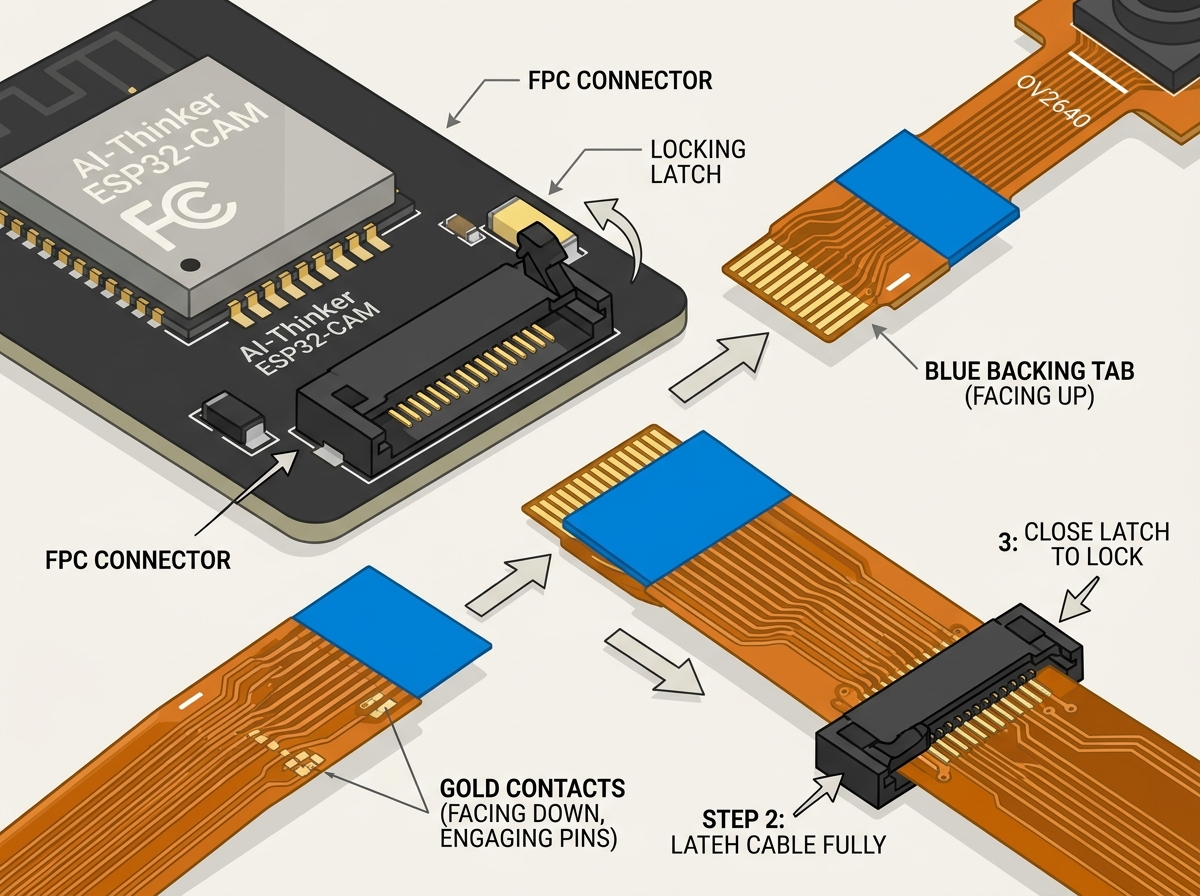 FPC CONNECTOR
LOCKING
LATCH
OV2640
AI-Thinker
ESP32-CAM
FC
AI-Thinker
ESP32-CAM
BLUE BACKING TAB
(FACING UP)
FPC CONNECTOR
3: CLOSE LATCH
TO LOCK
GOLD CONTACTS
(FACING DOWN,
ENGAGING PINS)
STEP 2:
LATEH CABLE FULLY